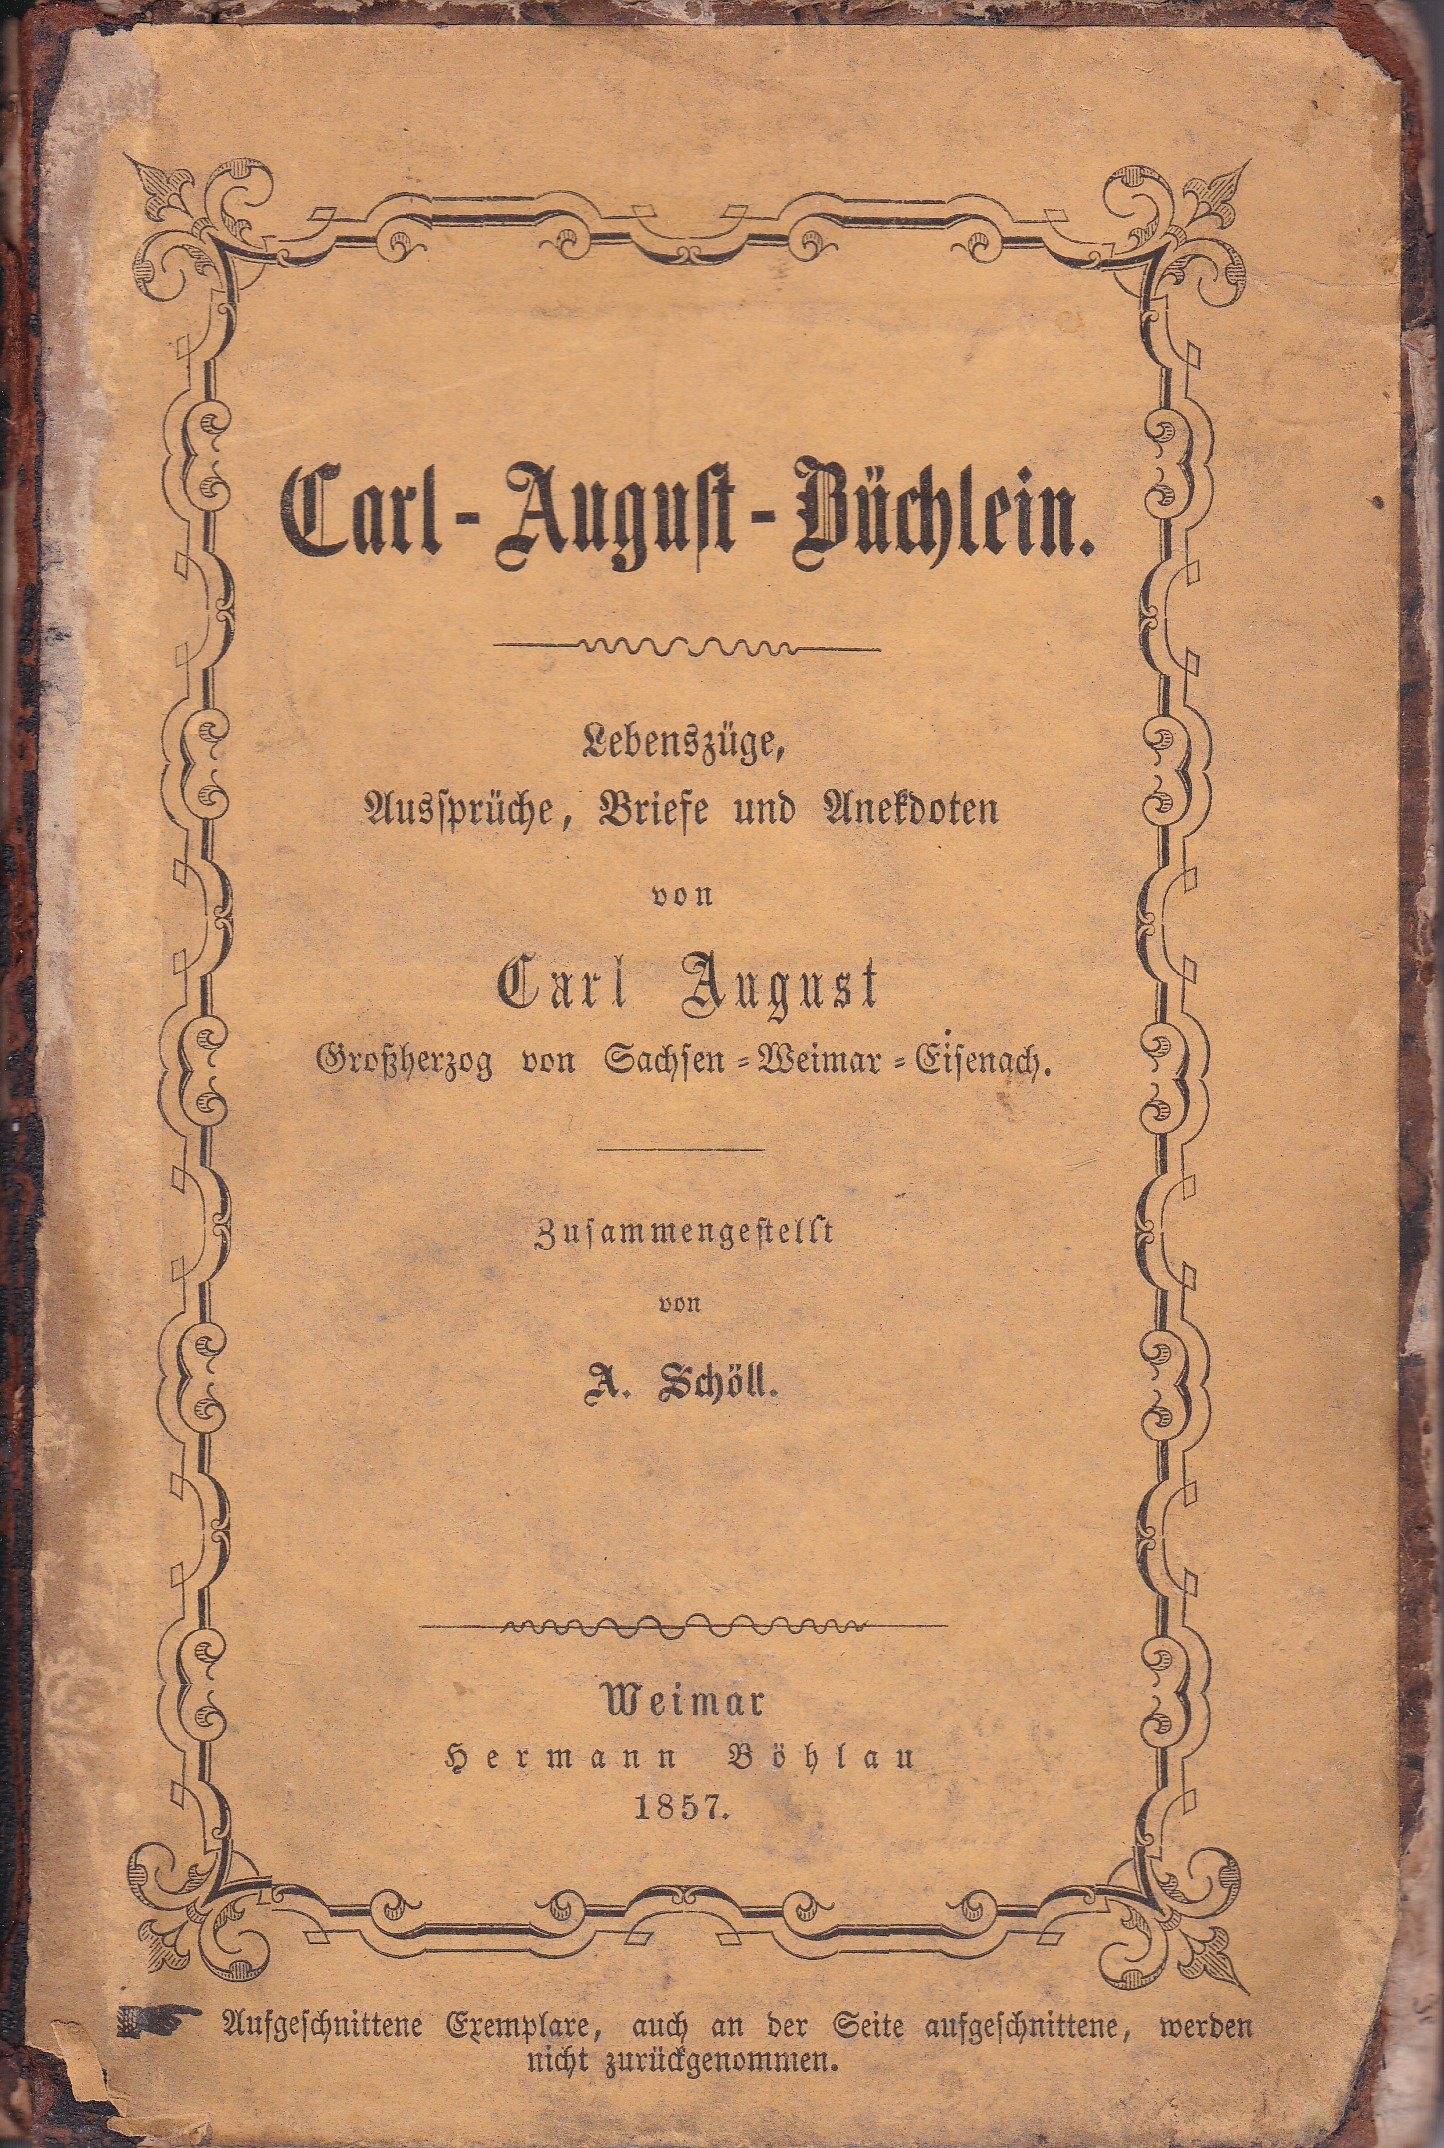 Carl-August-Büchlein.
Lebenszüge,
Aussprüche, Briefe und Anekdoten
von
Carl August
Großherzog von Sachsen-Weimar-Eisenach.
Zusammengestellt
von
A. Schöll.
Weimar
Hermann Böhlau
1857.
☛ Aufgeschnittene Exemplare, auch an der Seite aufgeschnittene, werden
nicht zurückgenommen.